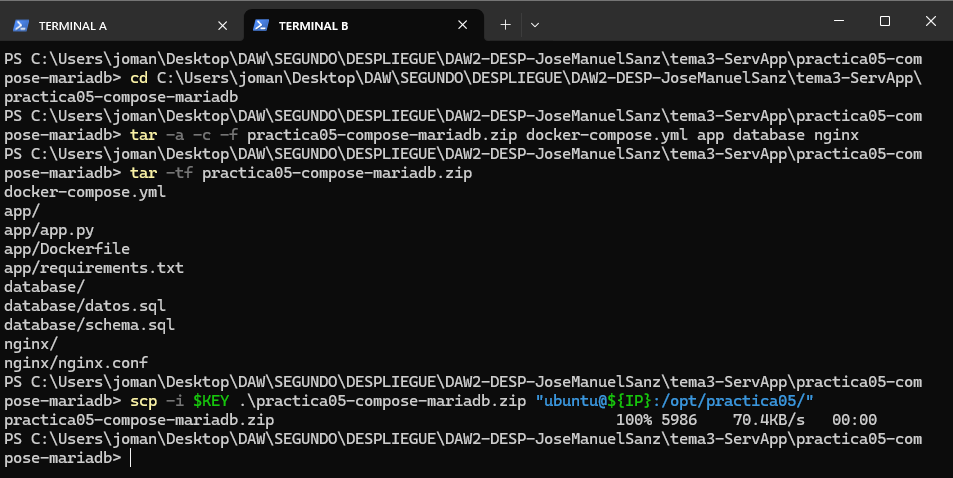 TERMINAL A
TERMINAL B
PS C:\Users\joman\Desktop\DAW\SEGUNDO\DESPLIEGUE\DAW2-DESP-JoseManuelSanz\tema3-ServApp\practica05-com
pose-mariadb> cd C:\Users\joman\Desktop\DAW\SEGUNDO\DESPLIEGUE\DAW2-DESP-JoseManuelSanz\tema3-ServApp\
practica05-compose-mariadb
PS C:\Users\joman\Desktop\DAW\SEGUNDO\DESPLIEGUE\DAW2-DESP-JoseManuelSanz\tema3-ServApp\practica05-com
pose-mariadb> tar -a -c -f practica05-compose-mariadb.zip docker-compose.yml app database nginx
PS C:\Users\joman\Desktop\DAW\SEGUNDO\DESPLIEGUE\DAW2-DESP-JoseManuelSanz\tema3-ServApp\practica05-com
pose-mariadb> tar -tf practica05-compose-mariadb.zip
docker-compose.yml
app/
app/app.py
app/Dockerfile
app/requirements.txt
database/
database/datos.sql
database/schema.sql
nginx/
nginx/nginx.conf
PS C:\Users\joman\Desktop\DAW\SEGUNDO\DESPLIEGUE\DAW2-DESP-JoseManuelSanz\tema3-ServApp\practica05-com
pose-mariadb> scp -i $KEY .\practica05-compose-mariadb.zip "ubuntu@${IP}:/opt/practica05/"
practica05-compose-mariadb.zip 100% 5986 70.4KB/s 00:00
PS C:\Users\joman\Desktop\DAW\SEGUNDO\DESPLIEGUE\DAW2-DESP-JoseManuelSanz\tema3-ServApp\practica05-com
pose-mariadb>